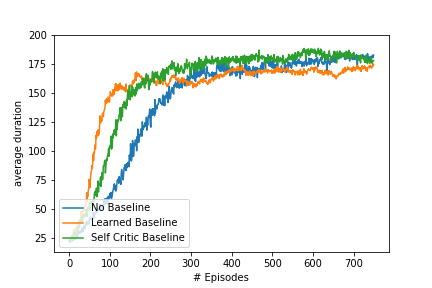 200
175
150
125
100
75
50
25
average duration
No Baseline
Learned Baseline
Self Critic Baseline
0 100 200 300 400 500 600 700
# Episodes